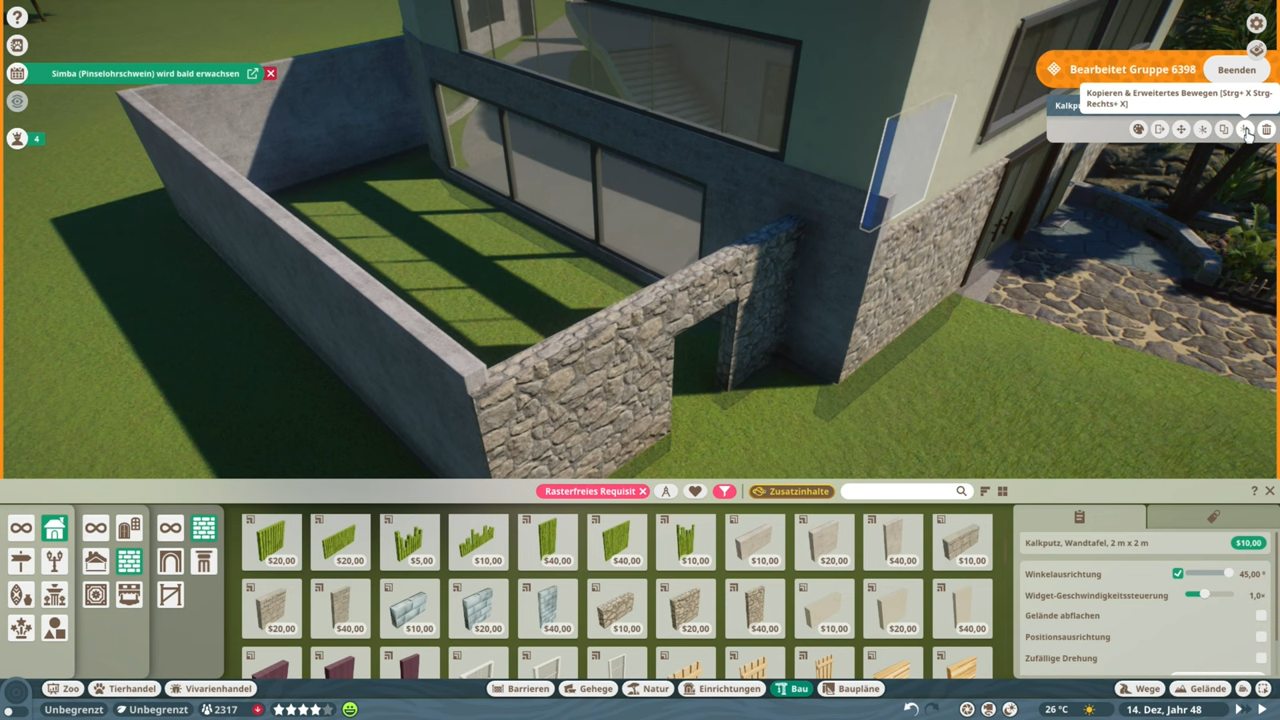 ?
Simba (Pinselohrschwein) wird bald erwachsen
4
Bearbeitet Gruppe 6398
Beenden
Kopieren & Erweitertes Bewegen [Strg+ X Strg-
Rechts+ X]
Kalkpu
Rasterfreies Requisit
Zusatzinhalte
?
$20,00 $20,00 $5,00 $10,00 $40,00 $40,00 $10,00 $10,00 $20,00 $40,00 $10,00
$20,00 $40,00 $10,00 $20,00 $40,00 $10,00 $20,00 $40,00 $10,00 $20,00 $40,00
Kalkputz, Wandtafel, 2 m x 2 m $10,00
Winkelausrichtung 45,00 °
Widget-Geschwindigkeitssteuerung 1,0×
Gelände abflachen
Positionsausrichtung
Zufällige Drehung
Zoo Tierhandel Vivarienhandel Barrieren Gehege Natur Einrichtungen Bau Baupläne Wege Gelände
Unbegrenzt Unbegrenzt 2317 26 °C 14. Dez, Jahr 48